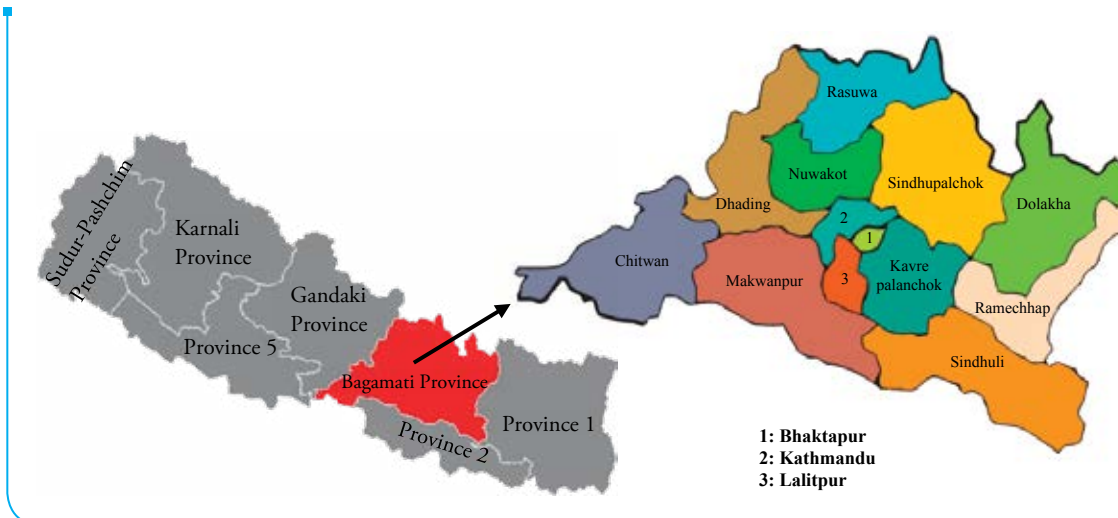 Sudur-Pashchim
Province
Karnali
Province
Gandaki
Province
Province 5
Bagamati Province
Province 2
Province 1
Rasuwa
Nuwakot
Sindhupalchok
Dhading
Dolakha
2
1
Chitwan
Makwanpur
3
Kavre
palanchok
Ramechhap
Sindhuli
1: Bhaktapur
2: Kathmandu
3: Lalitpur